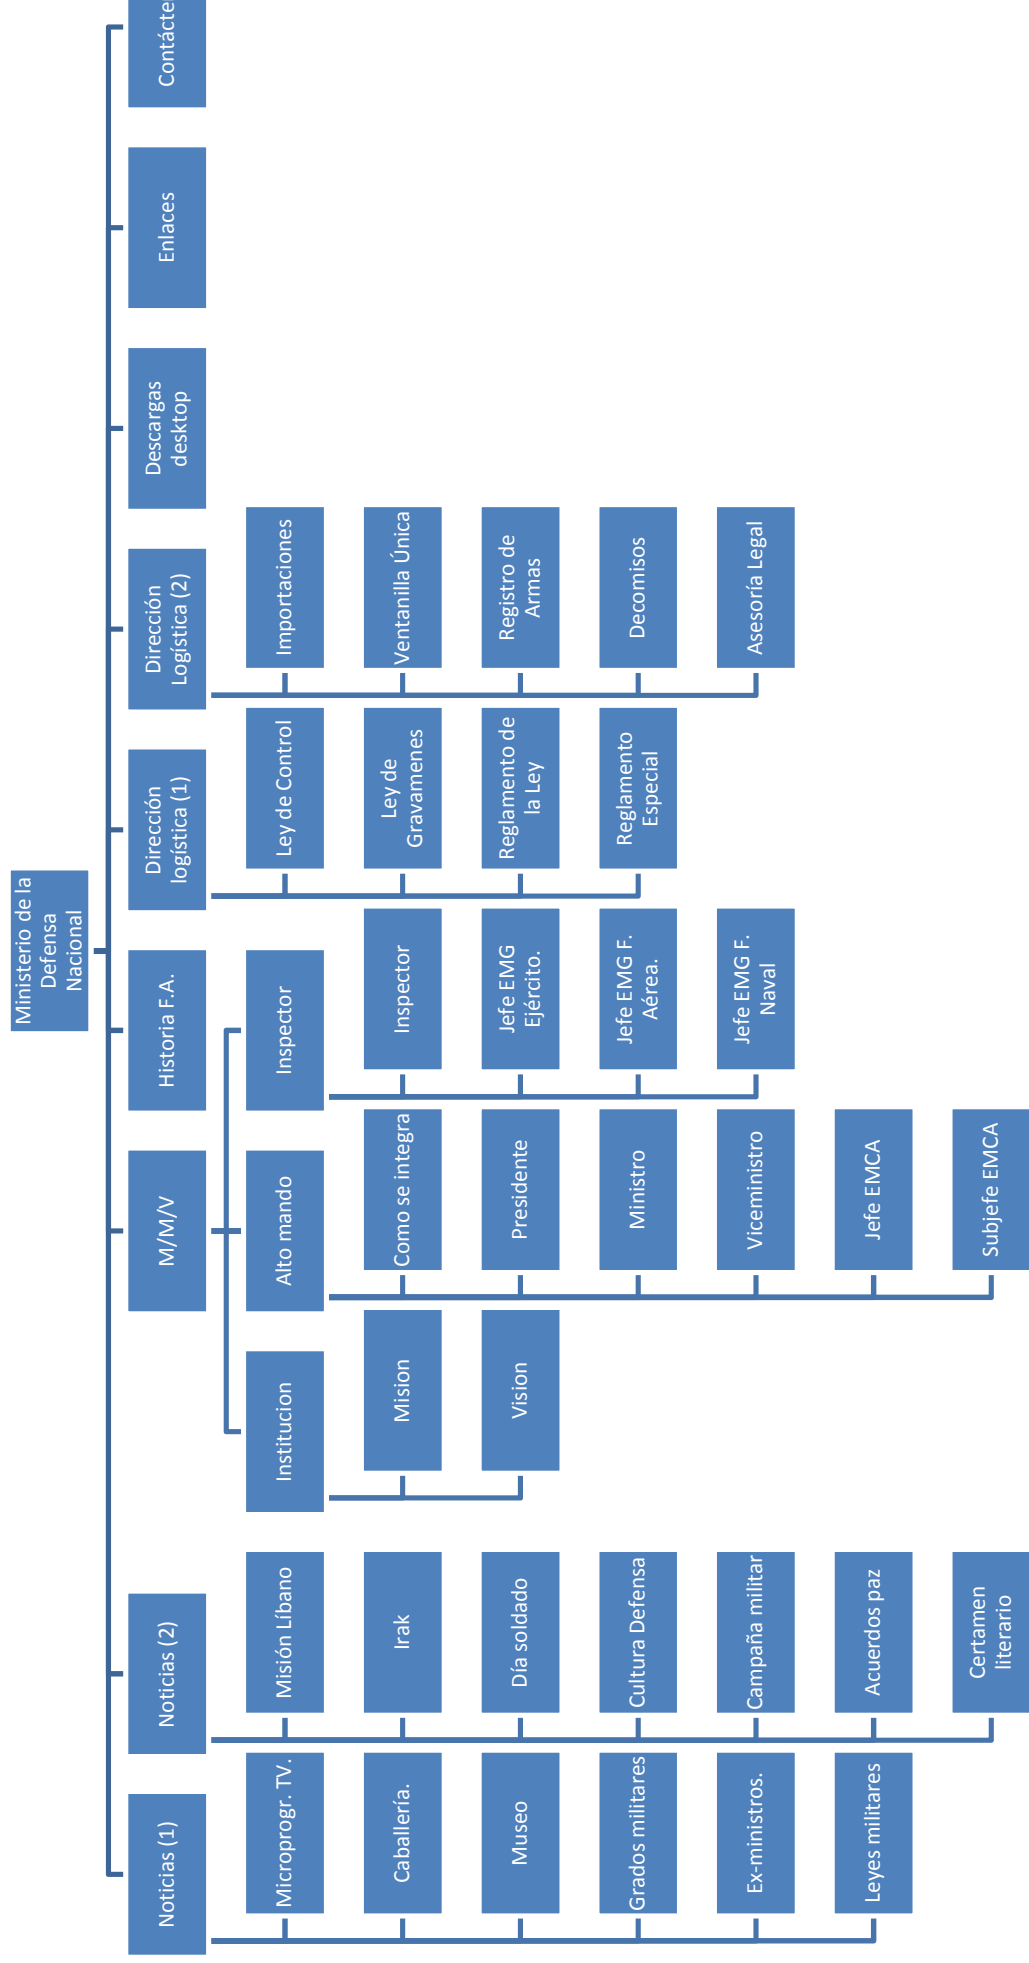 Ministerio de la
Defensa
Nacional
Noticias (1)
Microprogr. TV.
Caballería.
Museo
Grados militares
Ex-ministros.
Leyes militares
Noticias (2)
Misión Líbano
Irak
Día soldado
Cultura Defensa
Campaña militar
Acuerdos paz
Certamen
literario
M/M/V
Institucion
Mision
Vision
Alto mando
Como se integra
Presidente
Ministro
Viceministro
Jefe EMCA
Subjefe EMCA
Inspector
Inspector
Jefe EMG
Ejército.
Jefe EMG F.
Aérea.
Jefe EMG F.
Naval
Historia F.A.
Dirección
logística (1)
Ley de Control
Ley de
Gravamenes
Reglamento de
la Ley
Reglamento
Especial
Dirección
Logística (2)
Importaciones
Ventanilla Única
Registro de
Armas
Decomisos
Asesoría Legal
Descargas
desktop
Enlaces